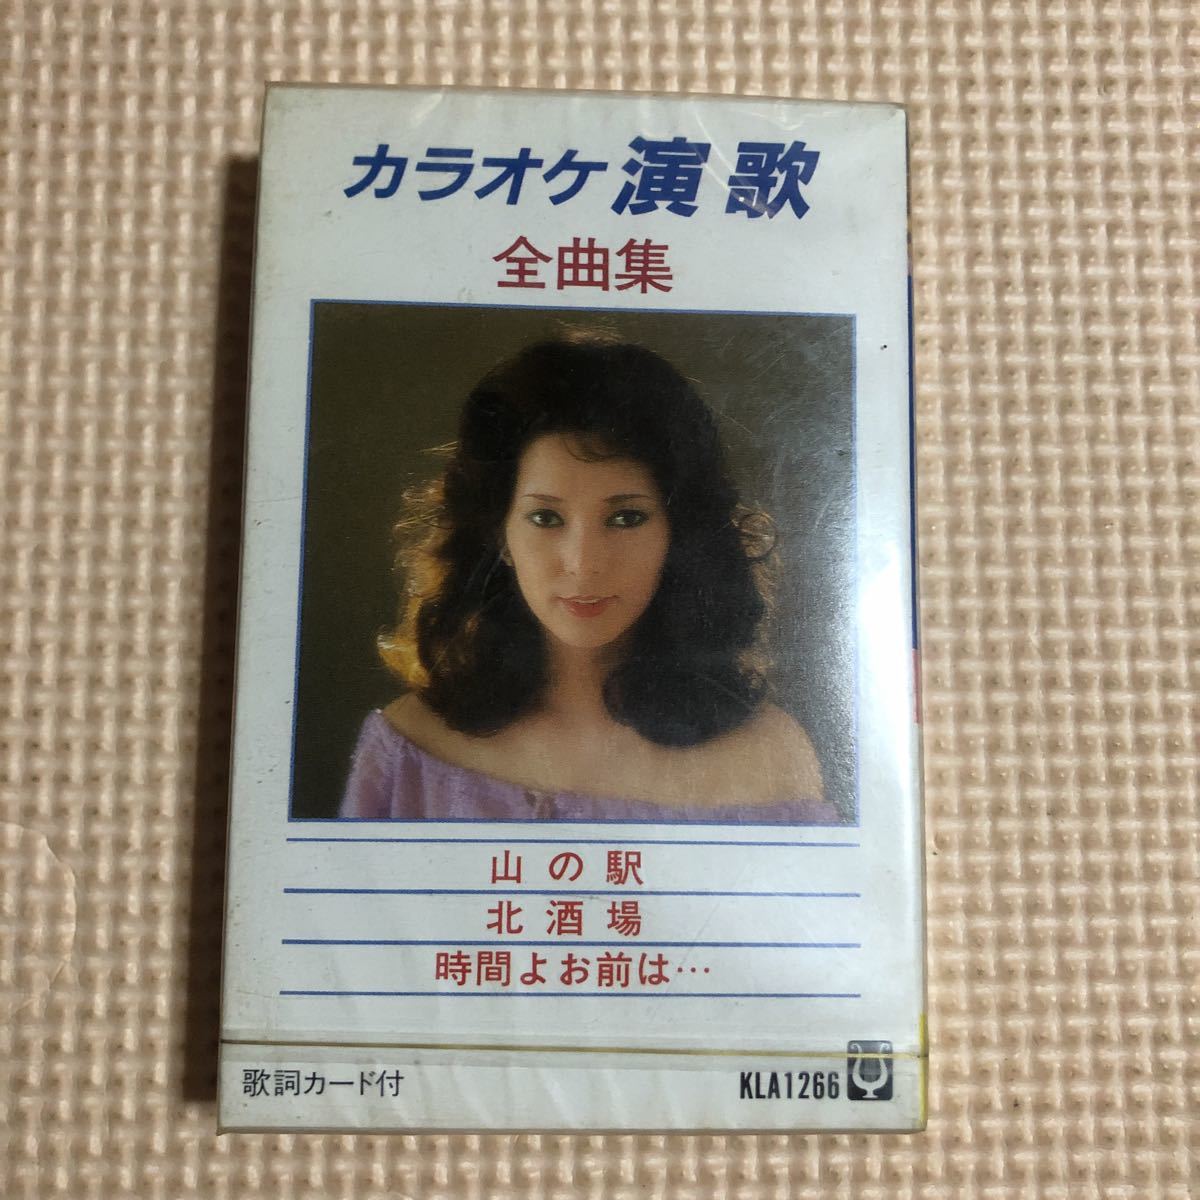 カラオケ演歌
全曲集
山の駅
北酒場
時間よお前は…
歌詞カード付
KLA1266